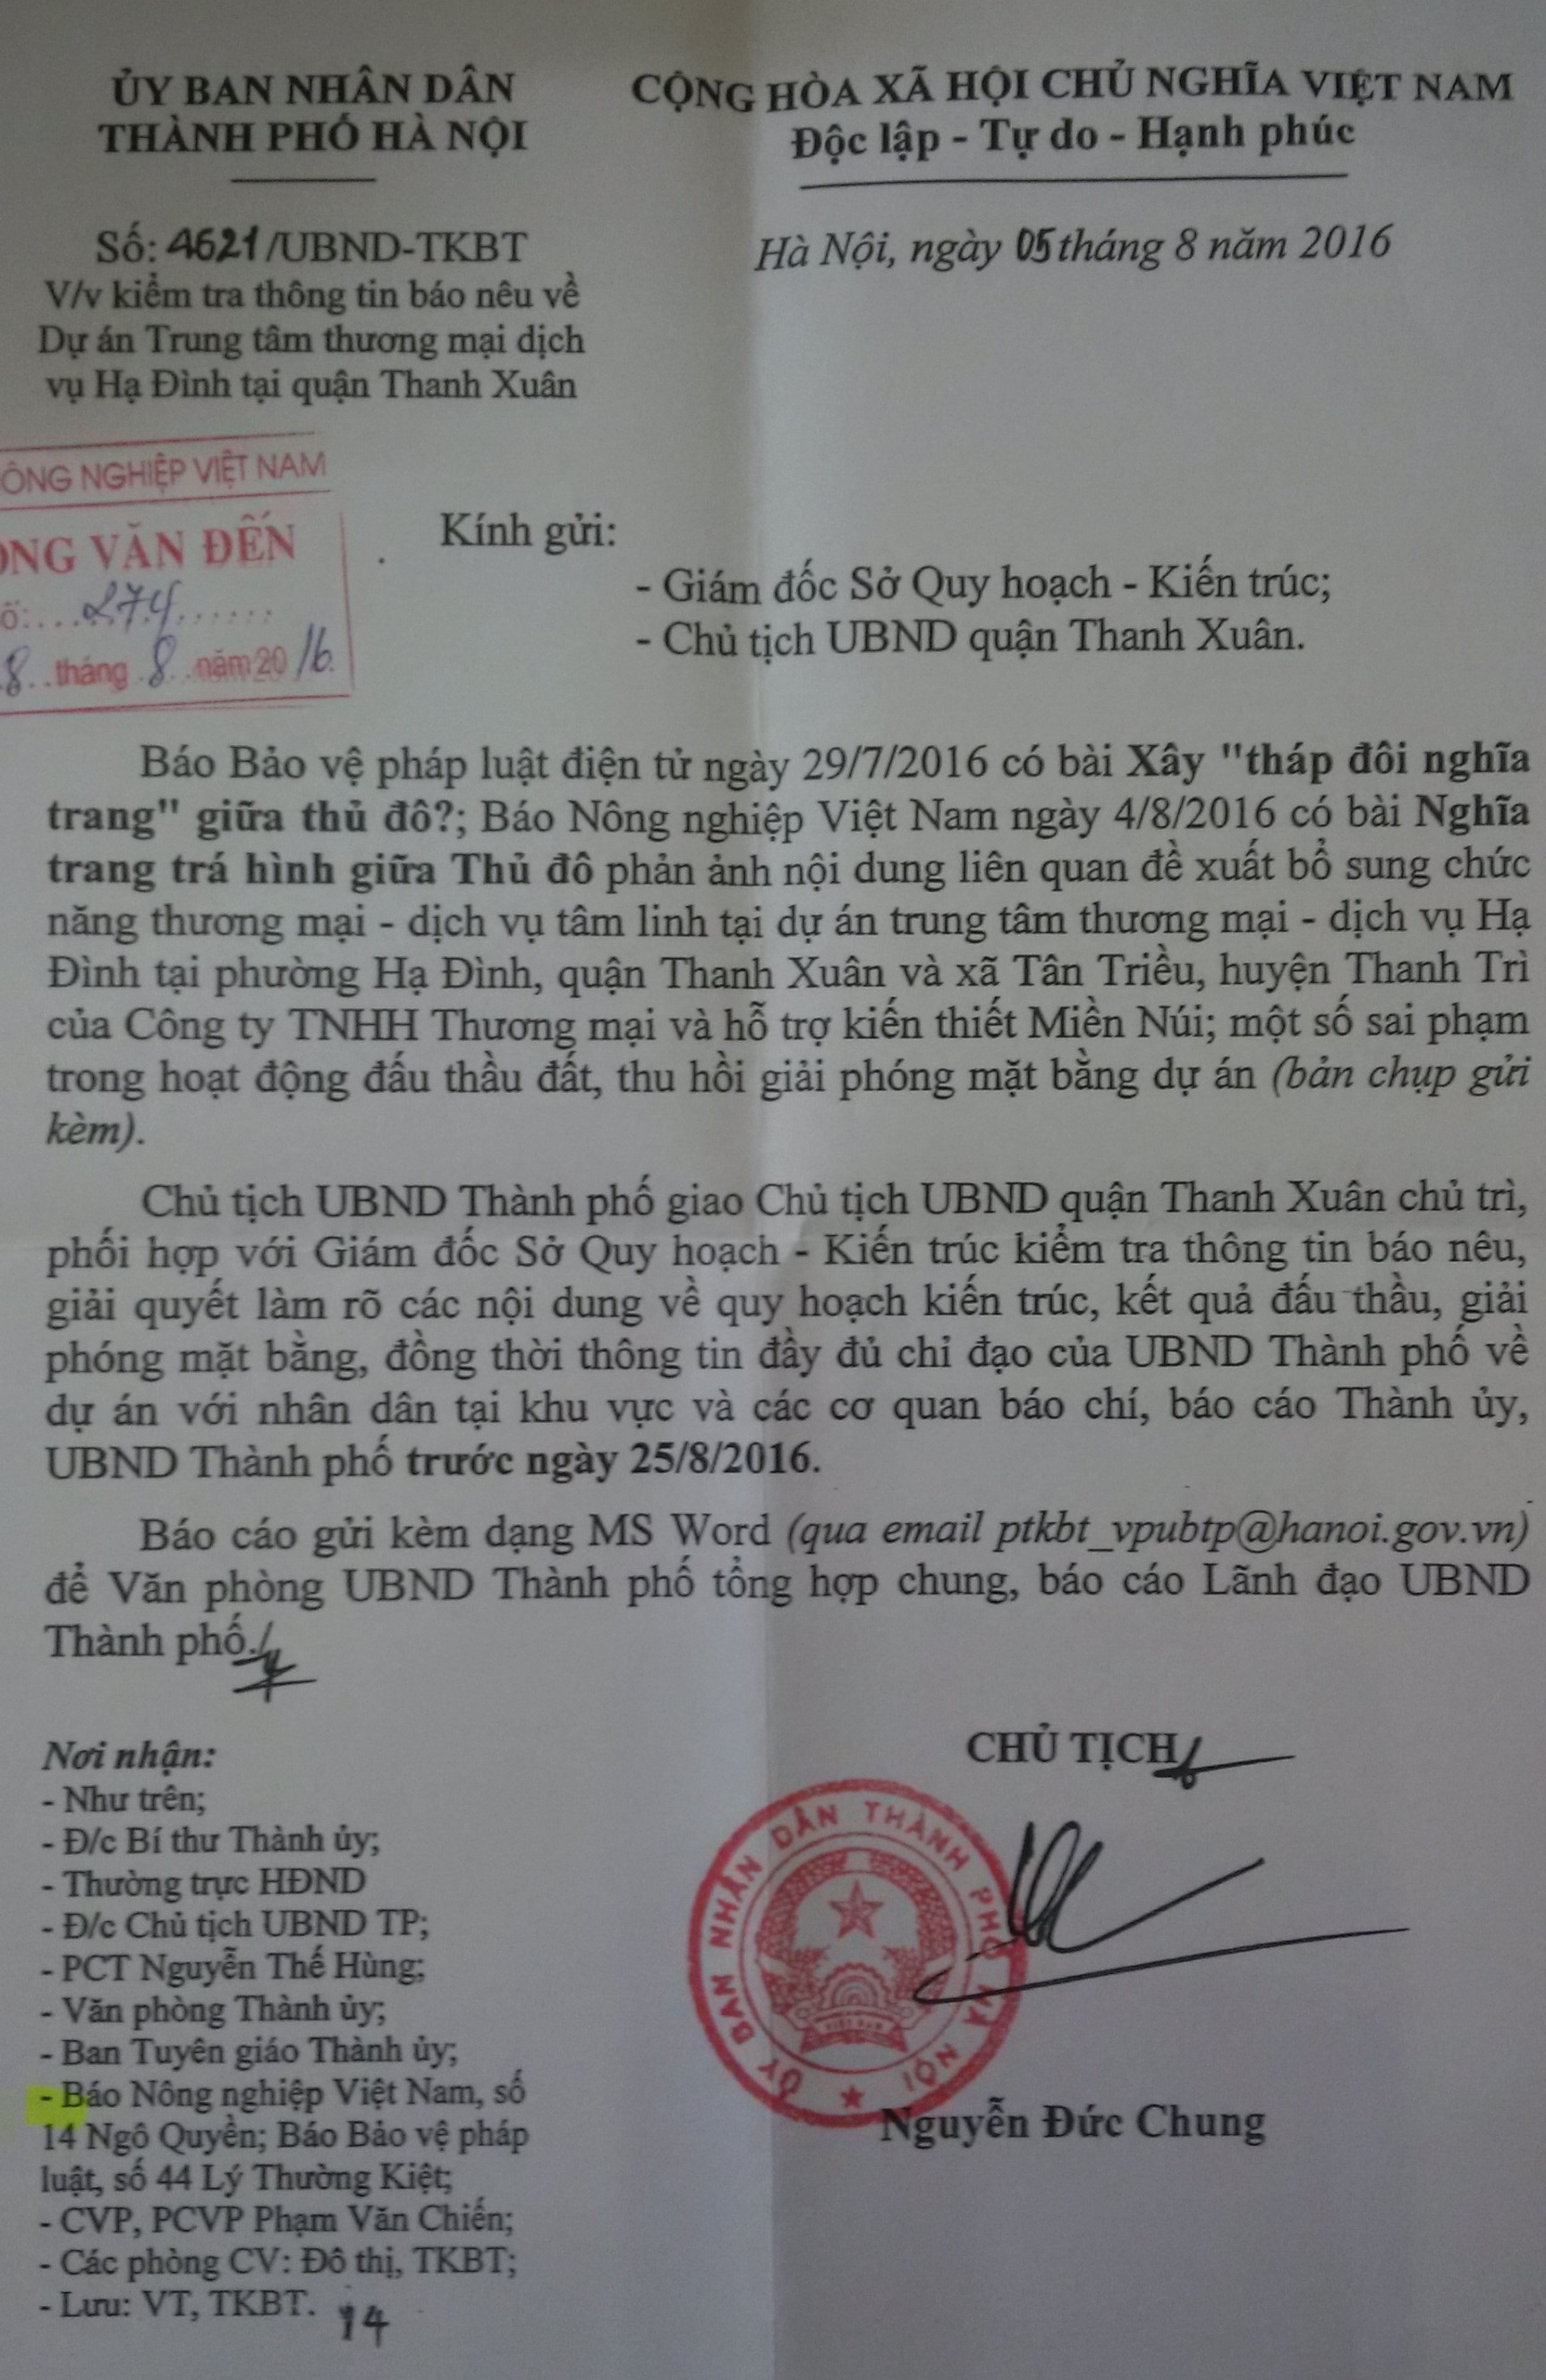 ỦY BAN NHÂN DÂN
THÀNH PHỐ HÀ NỘI
CỘNG HÒA XÃ HỘI CHỦ NGHĨA VIỆT NAM
Độc lập - Tự do - Hạnh phúc
Số: 4621/UBND-TKBT
V/v kiểm tra thông tin báo nêu về
Dự án Trung tâm thương mại dịch
vụ Hạ Đình tại quận Thanh Xuân
Hà Nội, ngày 05 tháng 8 năm 2016
ÔNG NGHIỆP VIỆT NAM
ÔNG VĂN ĐẾN
ố:....274.......
8..tháng.8..năm 2016.
Kính gửi:
- Giám đốc Sở Quy hoạch - Kiến trúc;
- Chủ tịch UBND quận Thanh Xuân.
Báo Bảo vệ pháp luật điện tử ngày 29/7/2016 có bài Xây "tháp đôi nghĩa
trang" giữa thủ đô?; Báo Nông nghiệp Việt Nam ngày 4/8/2016 có bài Nghĩa
trang trá hình giữa Thủ đô phản ảnh nội dung liên quan đề xuất bổ sung chức
năng thương mại - dịch vụ tâm linh tại dự án trung tâm thương mại - dịch vụ Hạ
Đình tại phường Hạ Đình, quận Thanh Xuân và xã Tân Triều, huyện Thanh Trì
của Công ty TNHH Thương mại và hỗ trợ kiến thiết Miền Núi; một số sai phạm
trong hoạt động đấu thầu đất, thu hồi giải phóng mặt bằng dự án (bản chụp gửi
kèm).
Chủ tịch UBND Thành phố giao Chủ tịch UBND quận Thanh Xuân chủ trì,
phối hợp với Giám đốc Sở Quy hoạch - Kiến trúc kiểm tra thông tin báo nêu,
giải quyết làm rõ các nội dung về quy hoạch kiến trúc, kết quả đấu thầu, giải
phóng mặt bằng, đồng thời thông tin đầy đủ chỉ đạo của UBND Thành phố về
dự án với nhân dân tại khu vực và các cơ quan báo chí, báo cáo Thành ủy,
UBND Thành phố trước ngày 25/8/2016.
Báo cáo gửi kèm dạng MS Word (qua email ptkbt_vpubtp@hanoi.gov.vn)
để Văn phòng UBND Thành phố tổng hợp chung, báo cáo Lãnh đạo UBND
Thành phố./
Nơi nhận:
- Như trên;
- Đ/c Bí thư Thành ủy;
- Thường trực HĐND
- Đ/c Chủ tịch UBND TP;
- PCT Nguyễn Thế Hùng;
- Văn phòng Thành ủy;
- Ban Tuyên giáo Thành ủy;
- Báo Nông nghiệp Việt Nam, số
14 Ngô Quyền; Báo Bảo vệ pháp
luật, số 44 Lý Thường Kiệt;
- CVP, PCVP Phạm Văn Chiến;
- Các phòng CV: Đô thị, TKBT;
- Lưu: VT, TKBT. 14
CHỦ TỊCH
ỦY BAN NHÂN DÂN THÀNH PHỐ HÀ NỘI
VIỆT NAM
Nguyễn Đức Chung